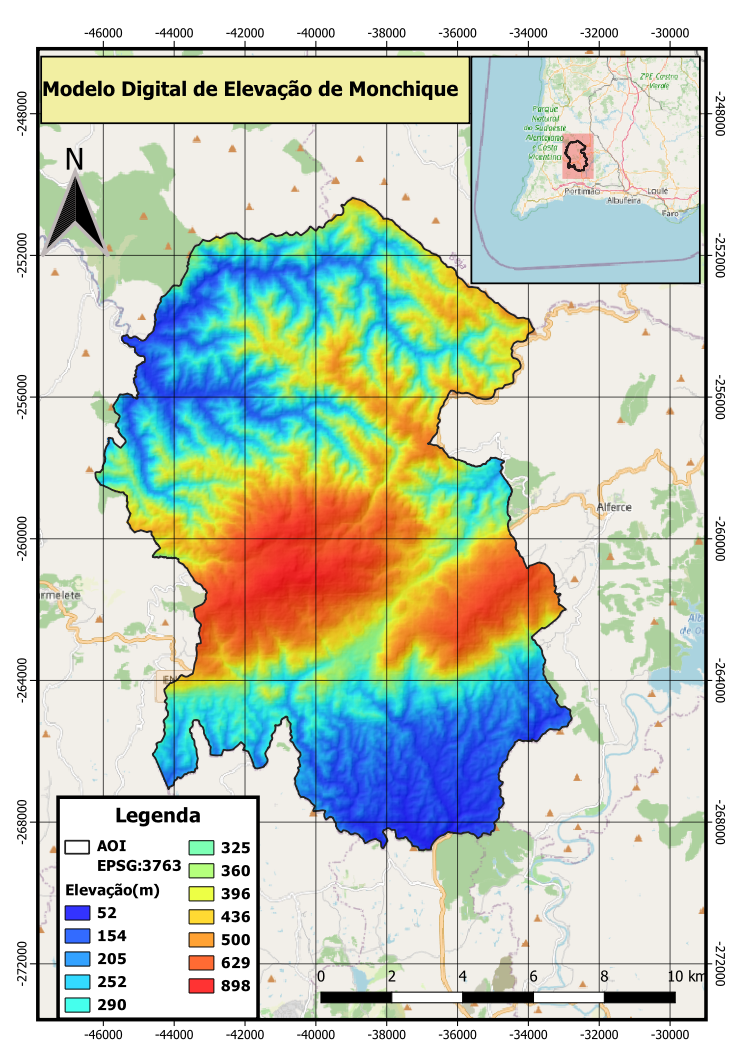 -46000 -44000 -42000 -40000 -38000 -36000 -34000 -32000 -30000
Modelo Digital de Elevação de Monchique
N
ZPE Castro
Verde
Parque
Natural
do Sudoeste
Alentejano
e Costa
Vicentina
Portimão
Loulé
Albufeira
Faro
-248000
-248000
-252000
-252000
-256000
-256000
-260000
-260000
-264000
-264000
-268000
-268000
-272000
-272000
Alferce
armelete
Legenda
AOI
EPSG:3763
Elevação(m)
52
154
205
252
290
325
360
396
436
500
629
898
0 2 4 6 8 10 km
-46000 -44000 -42000 -40000 -38000 -36000 -34000 -32000 -30000